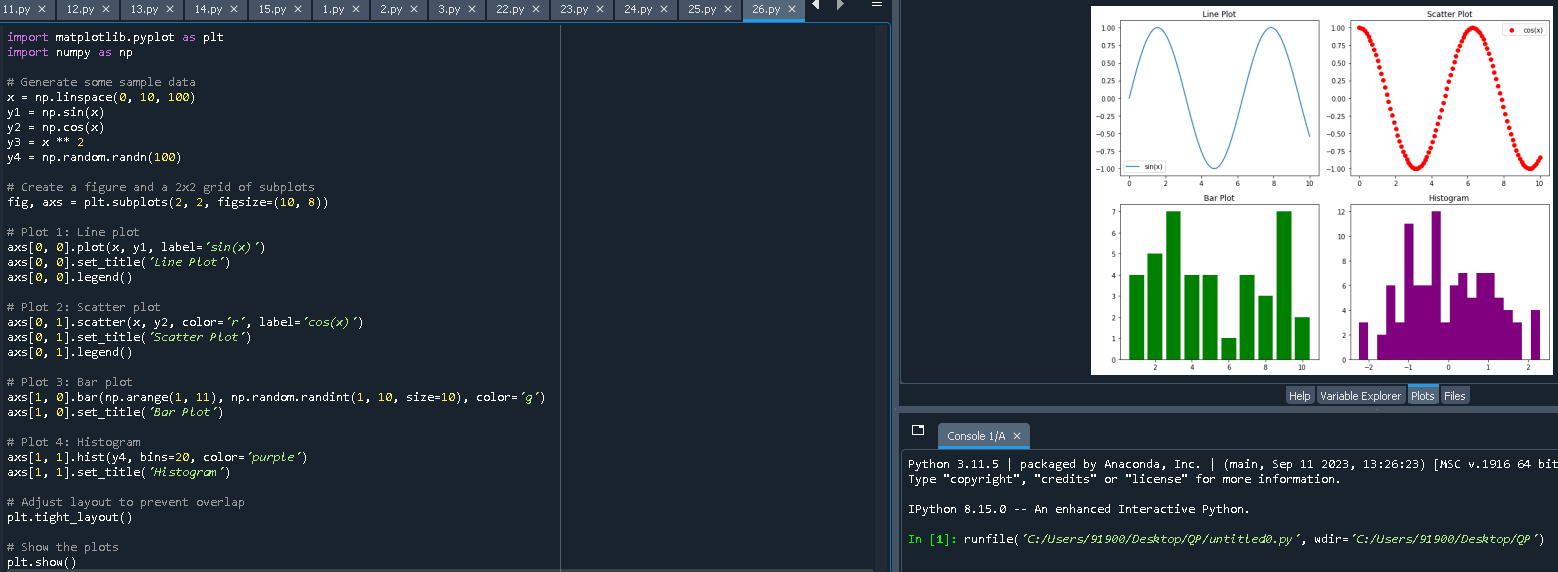 11.py × 12.py × 13.py × 14.py × 15.py × 1.py × 2.py × 3.py × 22.py × 23.py × 24.py × 25.py × 26.py ×
import matplotlib.pyplot as plt
import numpy as np
# Generate some sample data
x = np.linspace(0, 10, 100)
y1 = np.sin(x)
y2 = np.cos(x)
y3 = x ** 2
y4 = np.random.randn(100)
# Create a figure and a 2x2 grid of subplots
fig, axs = plt.subplots(2, 2, figsize=(10, 8))
# Plot 1: Line plot
axs[0, 0].plot(x, y1, label='sin(x)')
axs[0, 0].set_title('Line Plot')
axs[0, 0].legend()
# Plot 2: Scatter plot
axs[0, 1].scatter(x, y2, color='r', label='cos(x)')
axs[0, 1].set_title('Scatter Plot')
axs[0, 1].legend()
# Plot 3: Bar plot
axs[1, 0].bar(np.arange(1, 11), np.random.randint(1, 10, size=10), color='g')
axs[1, 0].set_title('Bar Plot')
# Plot 4: Histogram
axs[1, 1].hist(y4, bins=20, color='purple')
axs[1, 1].set_title('Histogram')
# Adjust layout to prevent overlap
plt.tight_layout()
# Show the plots
plt.show()
Line Plot
1.00
0.75
0.50
0.25
0.00
−0.25
−0.50
−0.75
−1.00
sin(x)
0 2 4 6 8 10
Scatter Plot
cos(x)
1.00
0.75
0.50
0.25
0.00
−0.25
−0.50
−0.75
−1.00
0 2 4 6 8 10
Bar Plot
7
6
5
4
3
2
1
0
2 4 6 8 10
Histogram
12
10
8
6
4
2
0
−2 −1 0 1 2
Help Variable Explorer Plots Files
Console 1/A ×
Python 3.11.5 | packaged by Anaconda, Inc. | (main, Sep 11 2023, 13:26:23) [MSC v.1916 64 bit
Type "copyright", "credits" or "license" for more information.
IPython 8.15.0 -- An enhanced Interactive Python.
In [1]: runfile('C:/Users/91900/Desktop/QP/untitled0.py', wdir='C:/Users/91900/Desktop/QP')